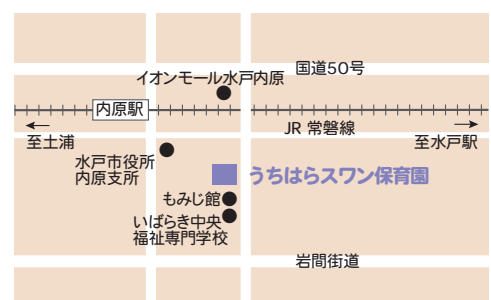 国道50号
イオンモール水戸内原
内原駅
JR 常磐線
至土浦
至水戸駅
水戸市役所
内原支所
うちはらスワン保育園
もみじ館
いばらき中央
福祉専門学校
岩間街道